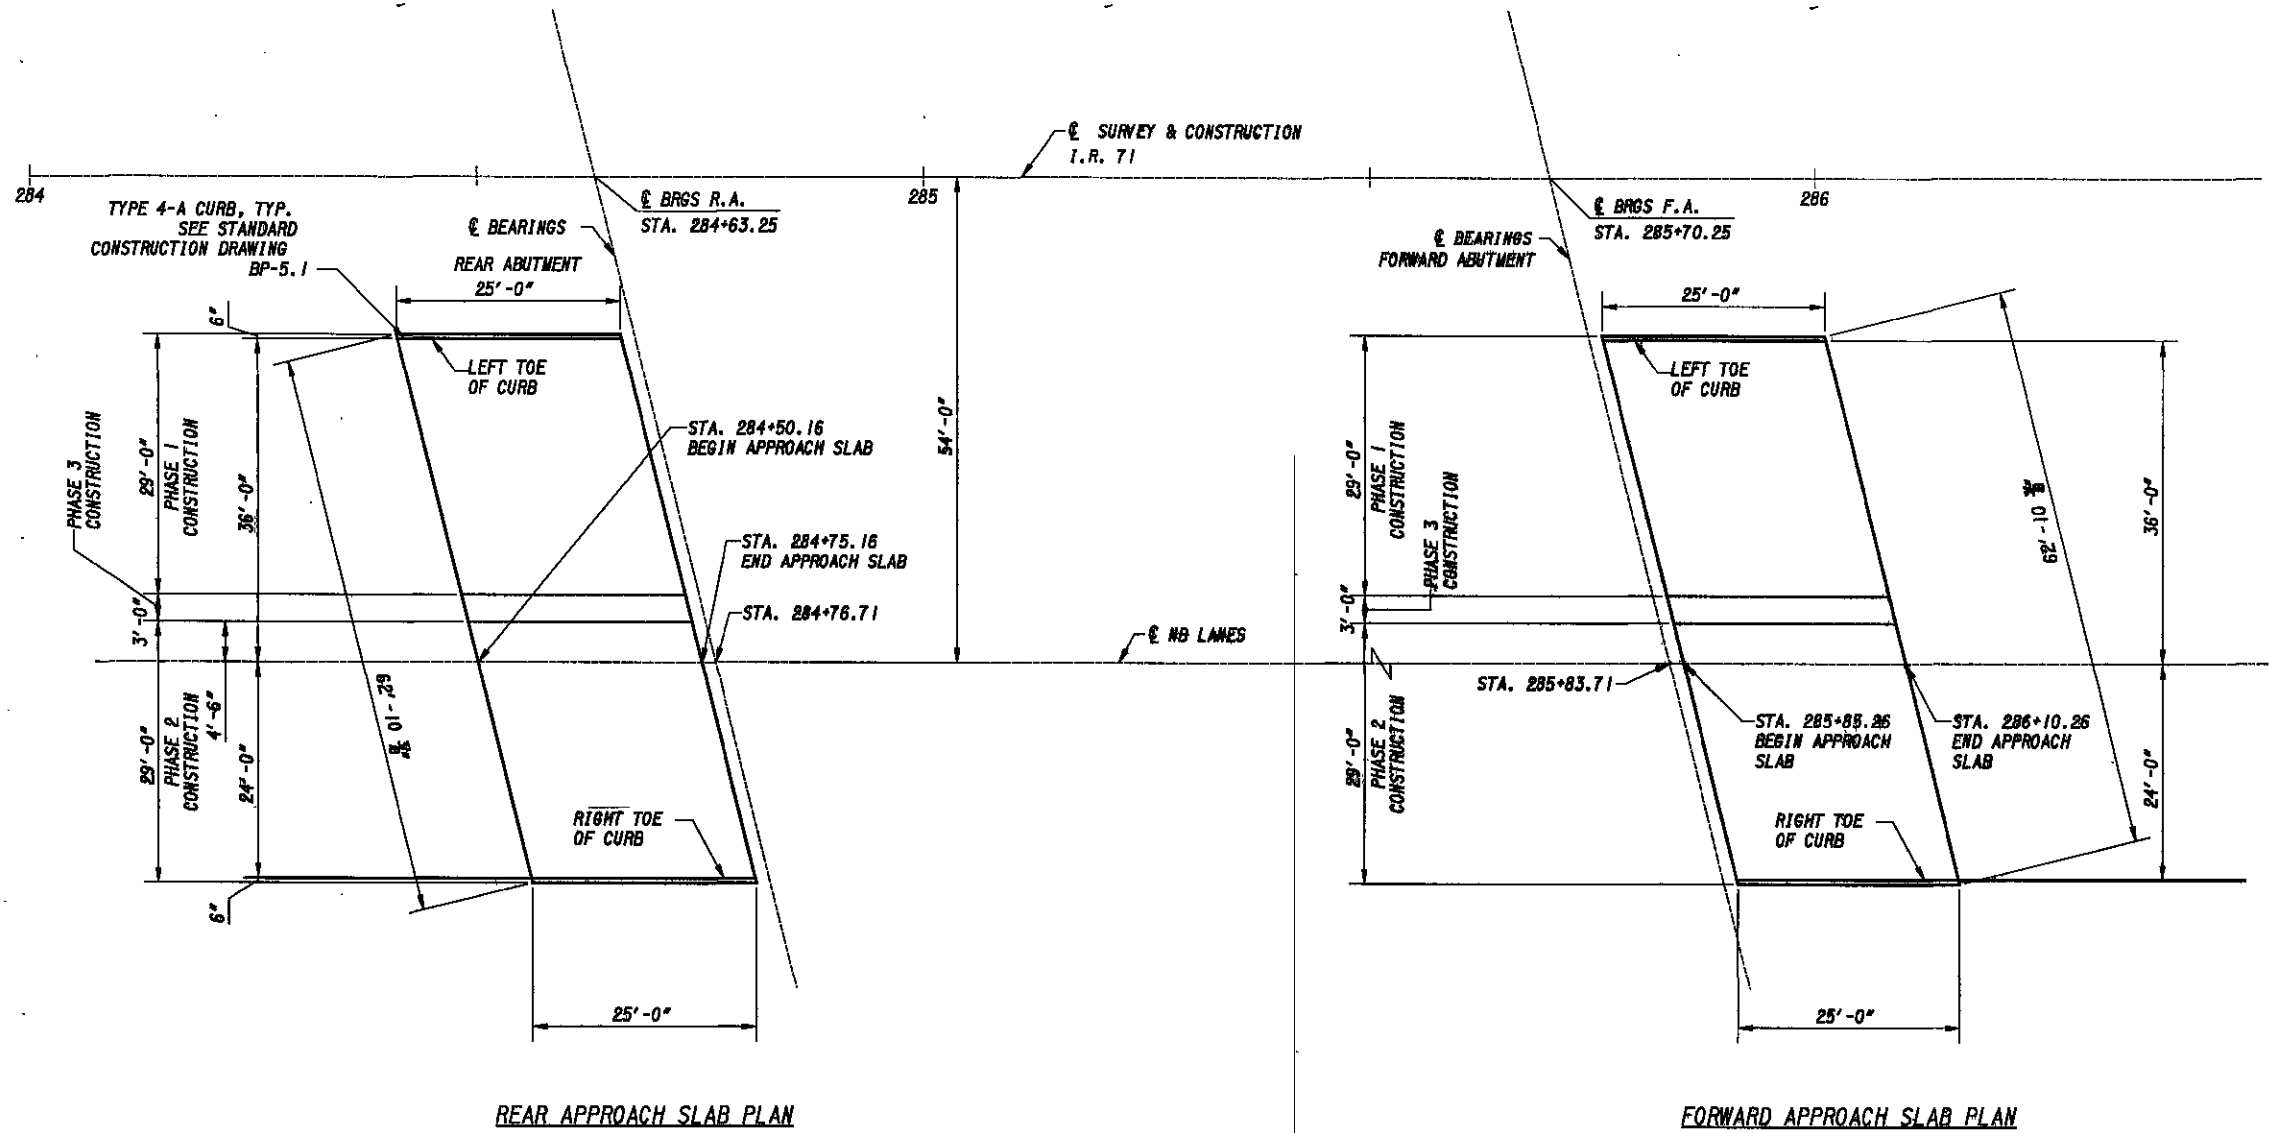 ℄ SURVEY & CONSTRUCTION
I.R. 71
284
285
286
TYPE 4-A CURB, TYP.
SEE STANDARD
CONSTRUCTION DRAWING
BP-5.1
℄ BEARINGS
REAR ABUTMENT
25'-0"
℄ BRGS R.A.
STA. 284+63.25
6"
LEFT TOE
OF CURB
STA. 284+50.16
BEGIN APPROACH SLAB
STA. 284+75.16
END APPROACH SLAB
STA. 284+76.71
54'-0"
PHASE 3
CONSTRUCTION
29'-0"
PHASE 1
CONSTRUCTION
36'-0"
3'-0"
29'-0"
PHASE 2
CONSTRUCTION
4'-6"
24'-0"
62'-10
6"
RIGHT TOE
OF CURB
25'-0"
REAR APPROACH SLAB PLAN
℄ NB LANES
℄ BRGS F.A.
STA. 285+70.25
℄ BEARINGS
FORWARD ABUTMENT
25'-0"
LEFT TOE
OF CURB
29'-0"
PHASE 1
CONSTRUCTION
PHASE 3
CONSTRUCTION
3'-0"
29'-0"
PHASE 2
CONSTRUCTION
62'-10
36'-0"
24'-0"
STA. 285+83.71
STA. 285+85.26
BEGIN APPROACH
SLAB
STA. 286+10.26
END APPROACH
SLAB
RIGHT TOE
OF CURB
25'-0"
FORWARD APPROACH SLAB PLAN